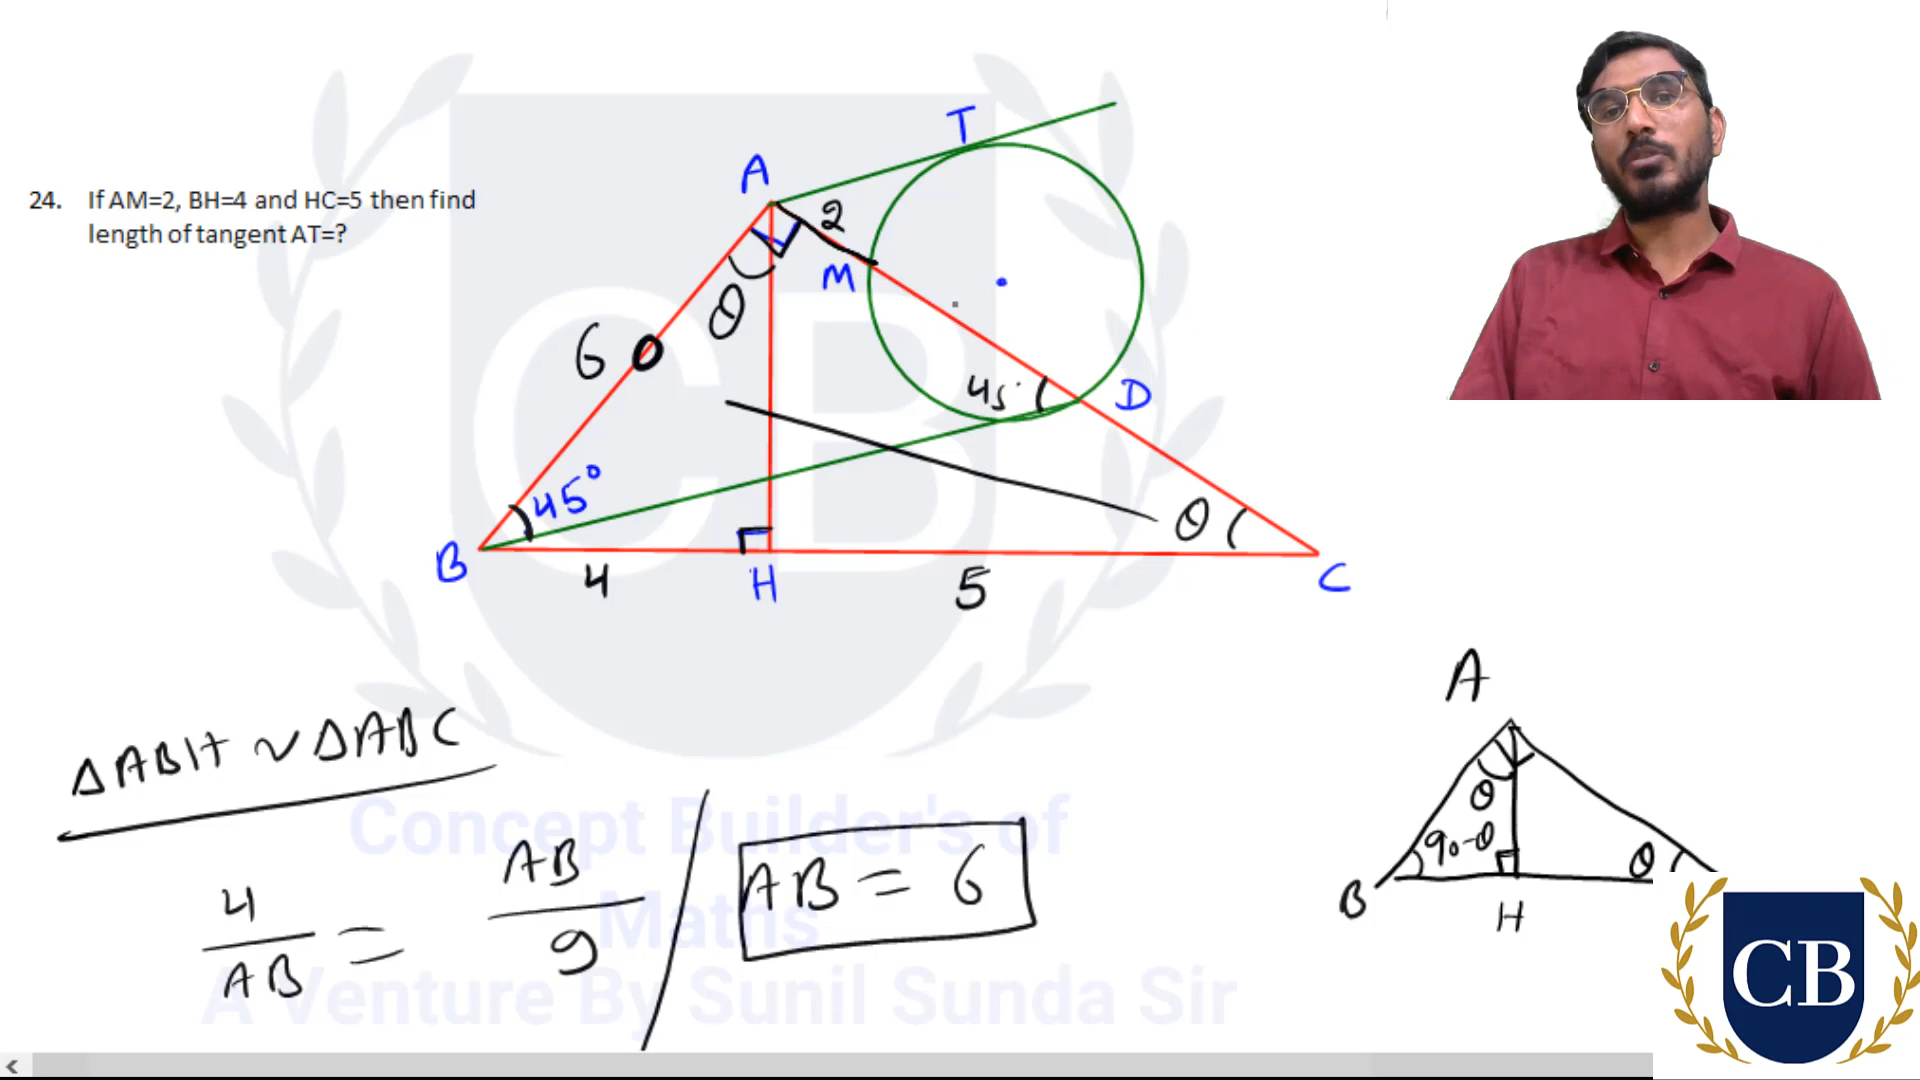 24. If AM=2, BH=4 and HC=5 then find
length of tangent AT=?
T
A
2
M
θ
6
45°
D
45°
θ
B
4
H
5
C
ΔABH ~ ΔABC
4/AB = AB/9
AB = 6
A
θ
90-θ
θ
B
H
CB
Concept Builder's of
Maths
A Venture By Sunil Sunda Sir
CB